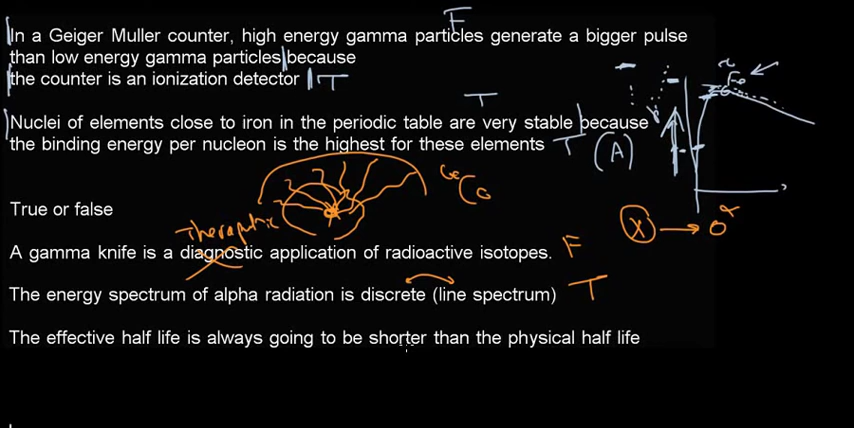 F
In a Geiger Muller counter, high energy gamma particles generate a bigger pulse
than low energy gamma particles because
the counter is an ionization detector T
Fe
T
Nuclei of elements close to iron in the periodic table are very stable because
the binding energy per nucleon is the highest for these elements T (A)
60Co
True or false
Theraputic
X → α
A gamma knife is a diagnostic application of radioactive isotopes. F
The energy spectrum of alpha radiation is discrete (line spectrum) T
The effective half life is always going to be shorter than the physical half life